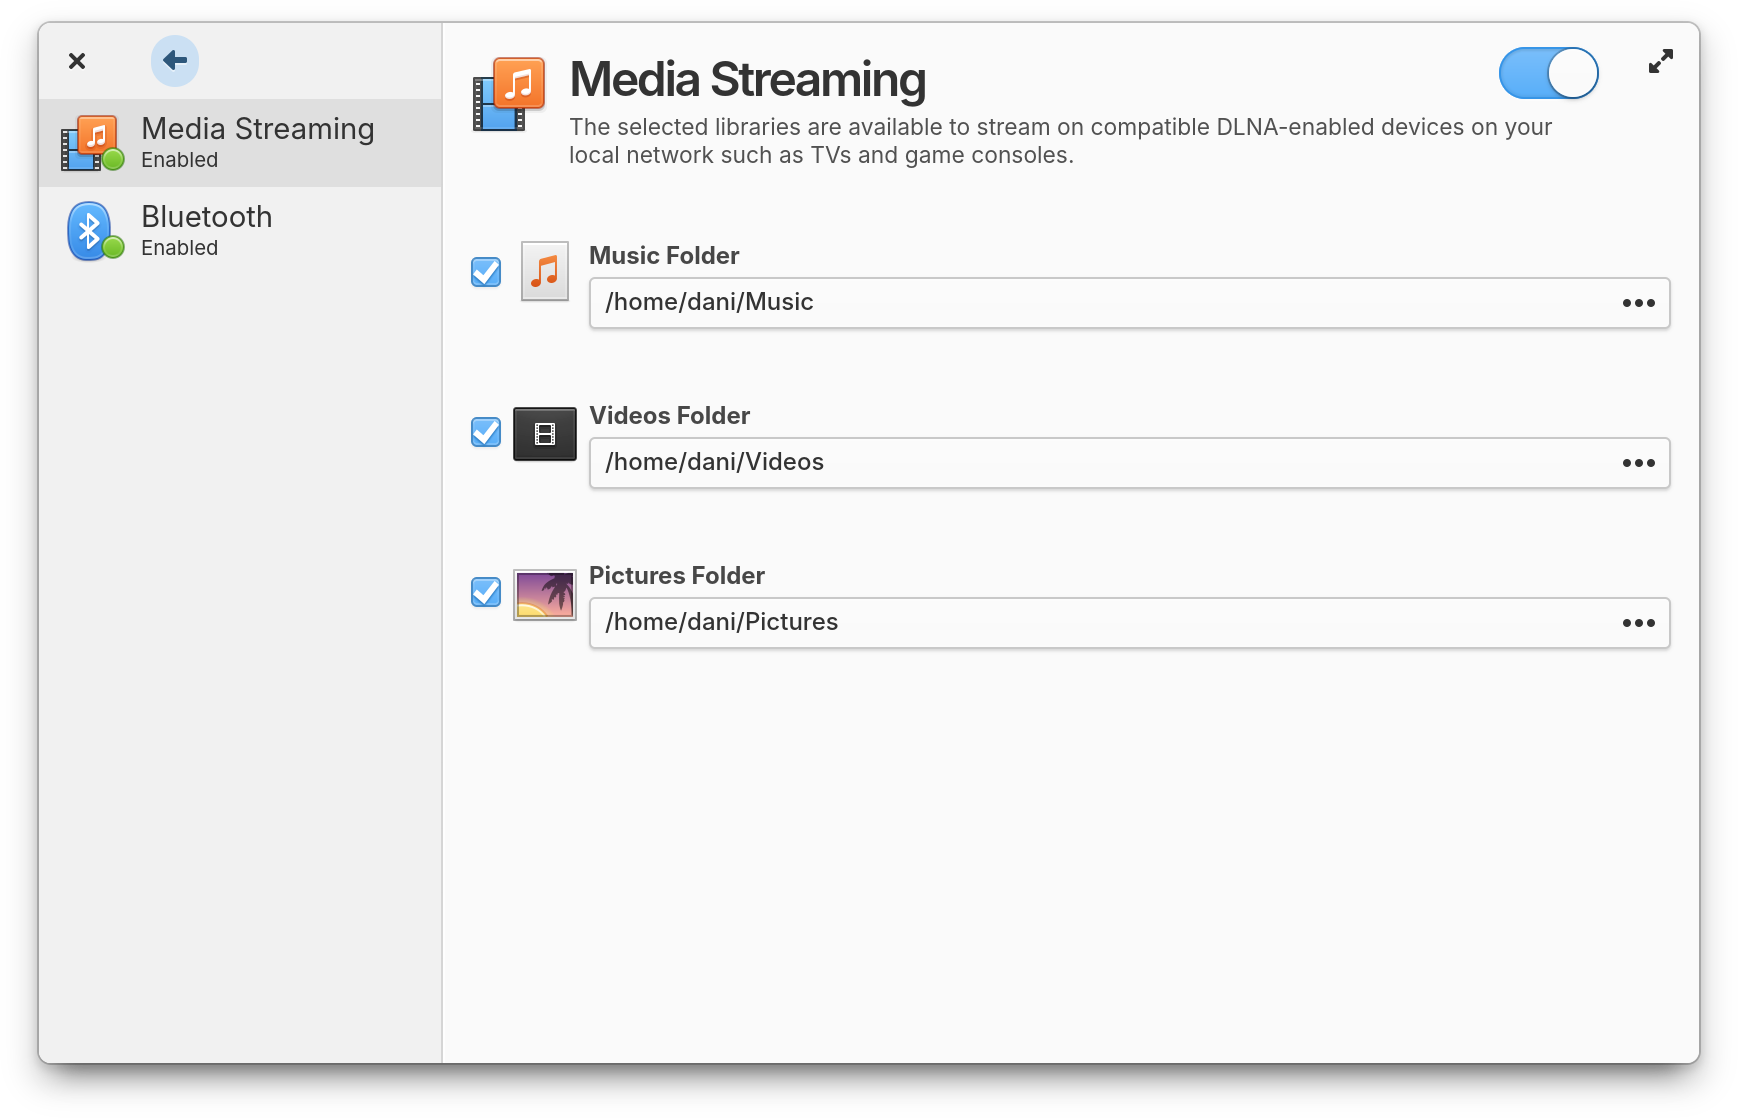 Media Streaming
Enabled
Bluetooth
Enabled
Media Streaming
The selected libraries are available to stream on compatible DLNA-enabled devices on your
local network such as TVs and game consoles.
Music Folder
/home/dani/Music
Videos Folder
/home/dani/Videos
Pictures Folder
/home/dani/Pictures